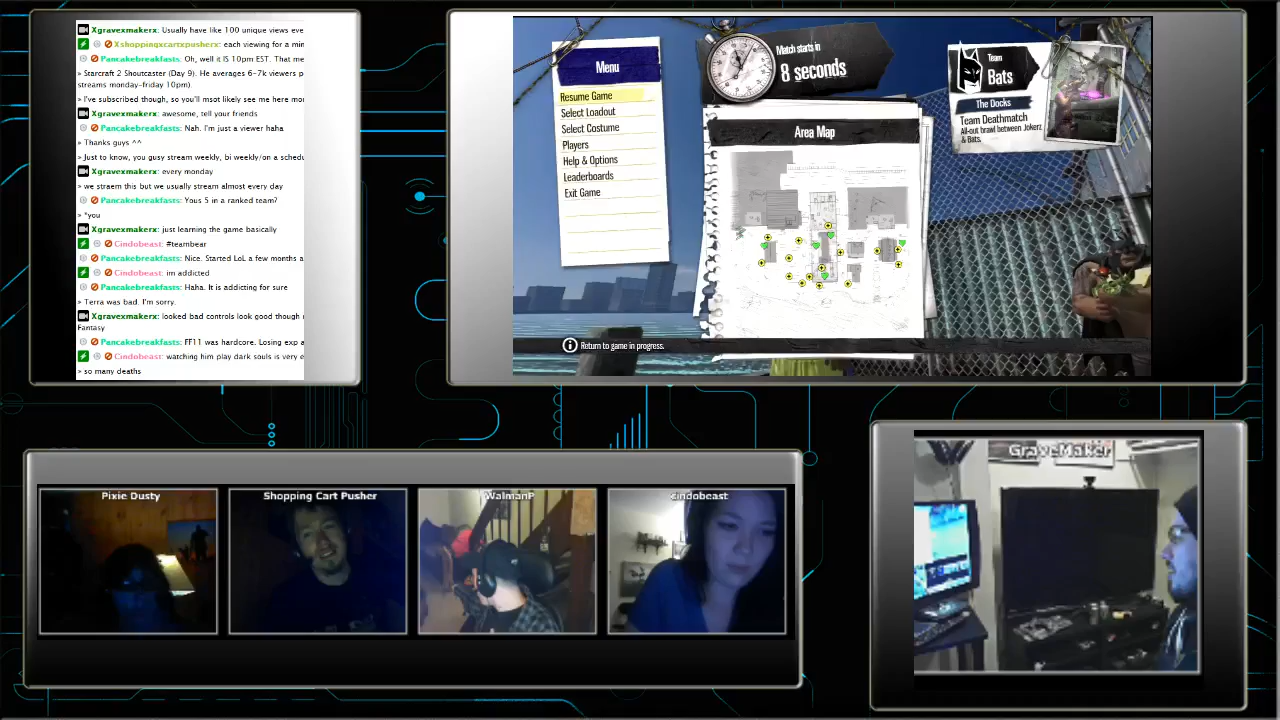 Xgravexmakerx: Usually have like 100 unique views eve
Xshoppingxcartxpusherx: each viewing for a min
Pancakebreakfasts: Oh, well it IS 10pm EST. That me
» Starcraft 2 Shoutcaster (Day 9). He averages 6-7k viewers p
streams monday-friday 10pm).
» I've subscribed though, so you'll msot likely see here mor
Xgravexmakerx: awesome, tell your friends
Pancakebreakfasts: Nah. I'm just a viewer haha
» Thanks guys ^^
» Just to know, you gusy stream weekly, bi weekly/on a schedu
Xgravexmakerx: every monday
» we straem this but we usually stream almost every day
Pancakebreakfasts: Yous 5 in a ranked team?
» *you
Xgravexmakerx: just learning the game basically
Cindobeast: #teambear
Pancakebreakfasts: Nice. Started LoL a few months a
Cindobeast: im addicted
Pancakebreakfasts: Haha. It is addicting for sure
» Terra was bad. I'm sorry.
Xgravexmakerx: looked bad controls look good though
Fantasy
Pancakebreakfasts: FF11 was hardcore. Losing exp a
Cindobeast: watching him play dark souls is very e
» so many deaths
Menu
Resume Game
Select Loadout
Select Costume
Players
Help & Options
Leaderboards
Exit Game
Match starts in
8 seconds
Area Map
Team
Bats
The Docks
Team Deathmatch
All-out brawl between Jokerz
& Bats.
Return to game in progress.
Pixie Dusty
Shopping Cart Pusher
WalmanP
cindobeast
GraveMaker